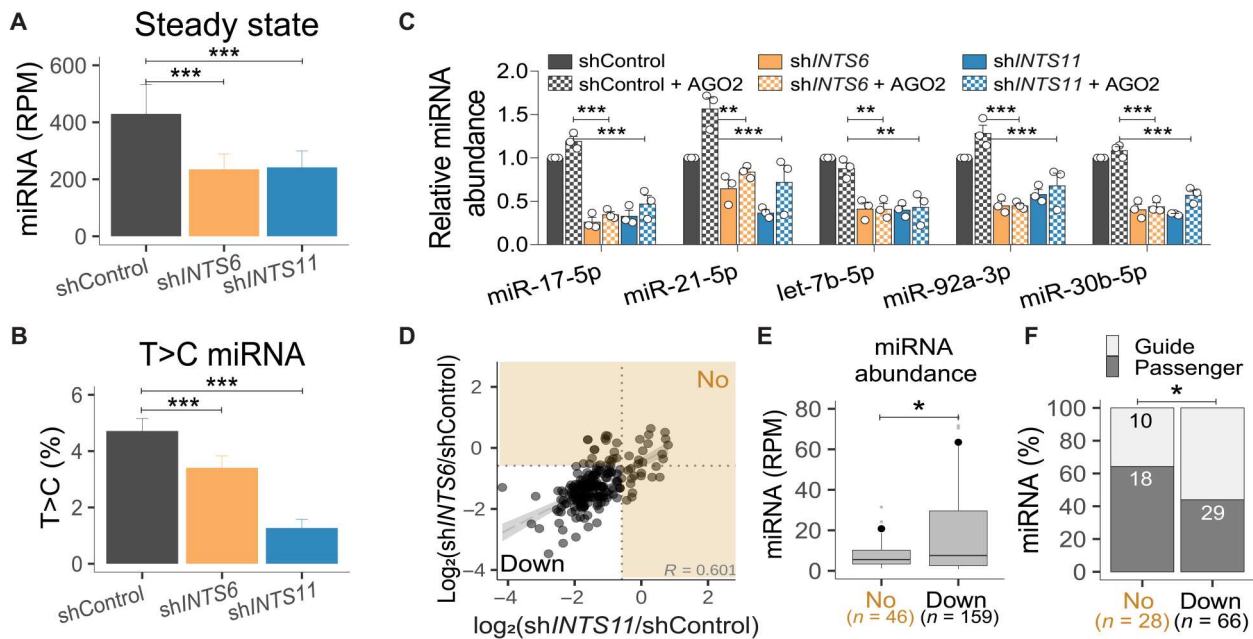 A
Steady state
miRNA (RPM)
600
400
200
0
***
***
shControl
shINTS6
shINTS11
B
T>C miRNA
T>C (%)
6
4
2
0
***
***
shControl
shINTS6
shINTS11
C
shControl
shINTS6
shINTS11
shControl + AGO2
shINTS6 + AGO2
shINTS11 + AGO2
Relative miRNA
abundance
2.0
1.5
1.0
0.5
0.0
*** ** ** *** ***
*** *** ** *** ***
miR-17-5p
miR-21-5p
let-7b-5p
miR-92a-3p
miR-30b-5p
D
Log₂(shINTS6/shControl)
2
0
−2
−4
No
Down
R = 0.601
−4 −2 0 2
log₂(shINTS11/shControl)
E
miRNA
abundance
miRNA (RPM)
80
60
40
20
0
*
No
(n = 46)
Down
(n = 159)
F
Guide
Passenger
*
miRNA (%)
100
80
60
40
20
0
10
18
29
No
(n = 28)
Down
(n = 66)